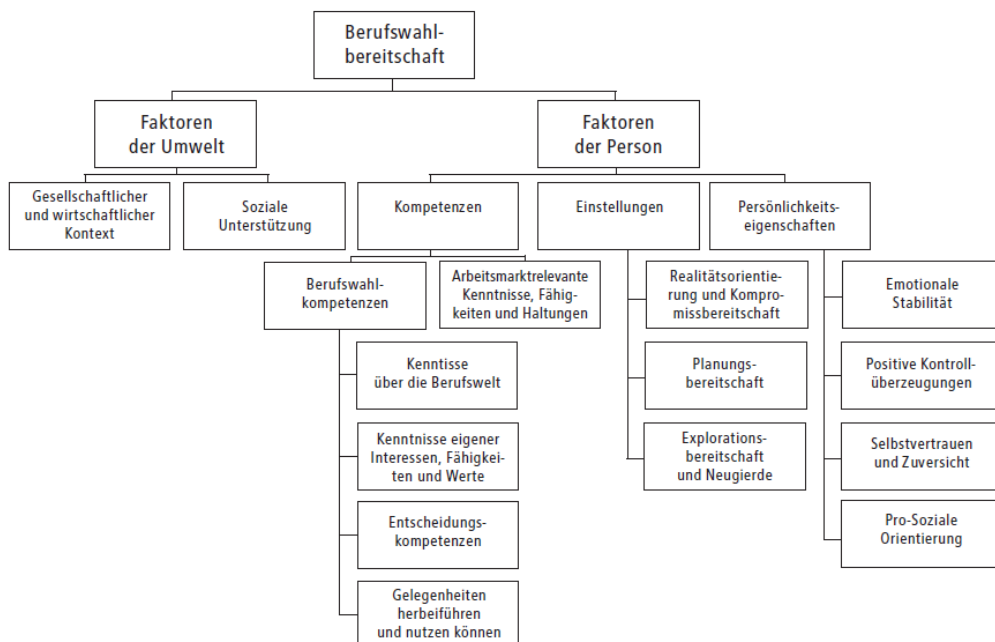 Berufswahl-
bereitschaft
Faktoren
der Umwelt
Faktoren
der Person
Gesellschaftlicher
und wirtschaftlicher
Kontext
Soziale
Unterstützung
Kompetenzen
Einstellungen
Persönlichkeits-
eigenschaften
Berufswahl-
kompetenzen
Arbeitsmarktrelevante
Kenntnisse, Fähig-
keiten und Haltungen
Realitätsorientie-
rung und Kompro-
missbereitschaft
Emotionale
Stabilität
Kenntisse
über die Berufswelt
Planungs-
bereitschaft
Positive Kontroll-
überzeugungen
Kenntnisse eigener
Interessen, Fähigkei-
ten und Werte
Explorations-
bereitschaft
und Neugierde
Selbstvertrauen
und Zuversicht
Entscheidungs-
kompetenzen
Pro-Soziale
Orientierung
Gelegenheiten
herbeiführen
und nutzen können